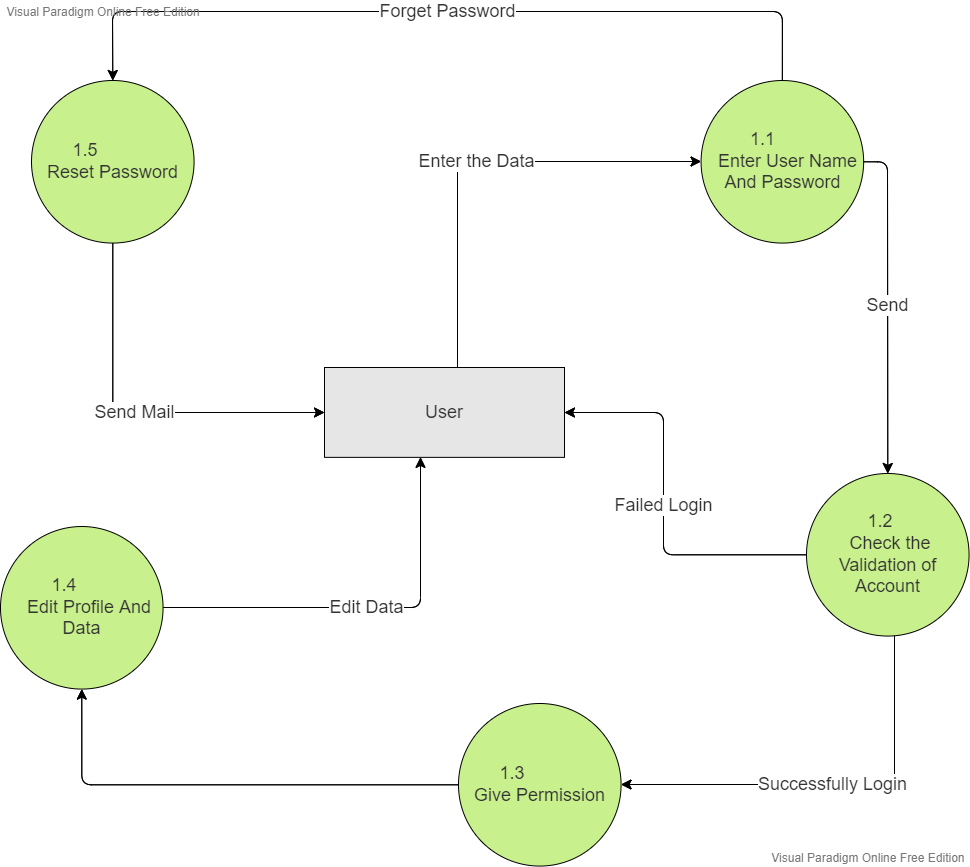 Visual Paradigm Online Free Edition
Forget Password
1.5
Reset Password
Enter the Data
1.1
Enter User Name
And Password
Send
Send Mail
User
Failed Login
1.2
Check the
Validation of
Account
1.4
Edit Profile And
Data
Edit Data
1.3
Give Permission
Successfully Login
Visual Paradigm Online Free Edition